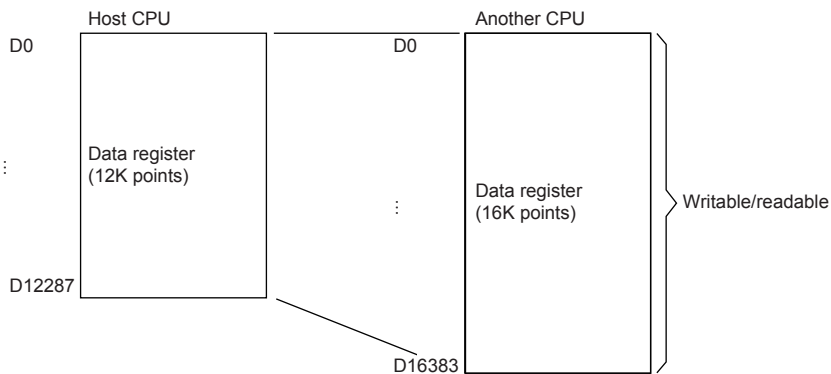 Host CPU
D0
⋮
Data register
(12K points)
D12287
Another CPU
D0
⋮
Data register
(16K points)
D16383
Writable/readable